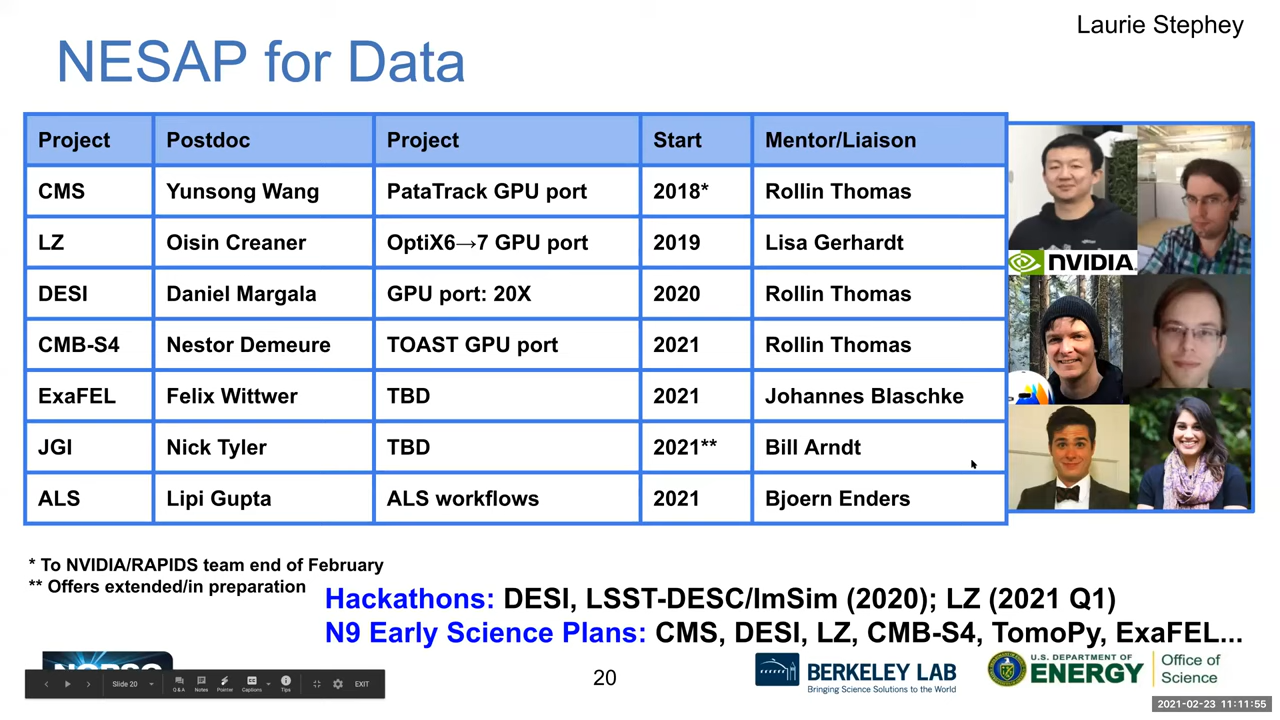 Laurie Stephey
NESAP for Data
Project Postdoc Project Start Mentor/Liaison
CMS Yunsong Wang PataTrack GPU port 2018* Rollin Thomas
LZ Oisin Creaner OptiX6→7 GPU port 2019 Lisa Gerhardt
DESI Daniel Margala GPU port: 20X 2020 Rollin Thomas
CMB-S4 Nestor Demeure TOAST GPU port 2021 Rollin Thomas
ExaFEL Felix Wittwer TBD 2021 Johannes Blaschke
JGI Nick Tyler TBD 2021** Bill Arndt
ALS Lipi Gupta ALS workflows 2021 Bjoern Enders
NVIDIA.
* To NVIDIA/RAPIDS team end of February
** Offers extended/in preparation
Hackathons: DESI, LSST-DESC/ImSim (2020); LZ (2021 Q1)
N9 Early Science Plans: CMS, DESI, LZ, CMB-S4, TomoPy, ExaFEL...
Slide 20 Q&A Notes Pointer Captions Tips EXIT
20
BERKELEY LAB
Bringing Science Solutions to the World
U.S. DEPARTMENT OF
ENERGY
Office of
Science
2021-02-23 11:11:55